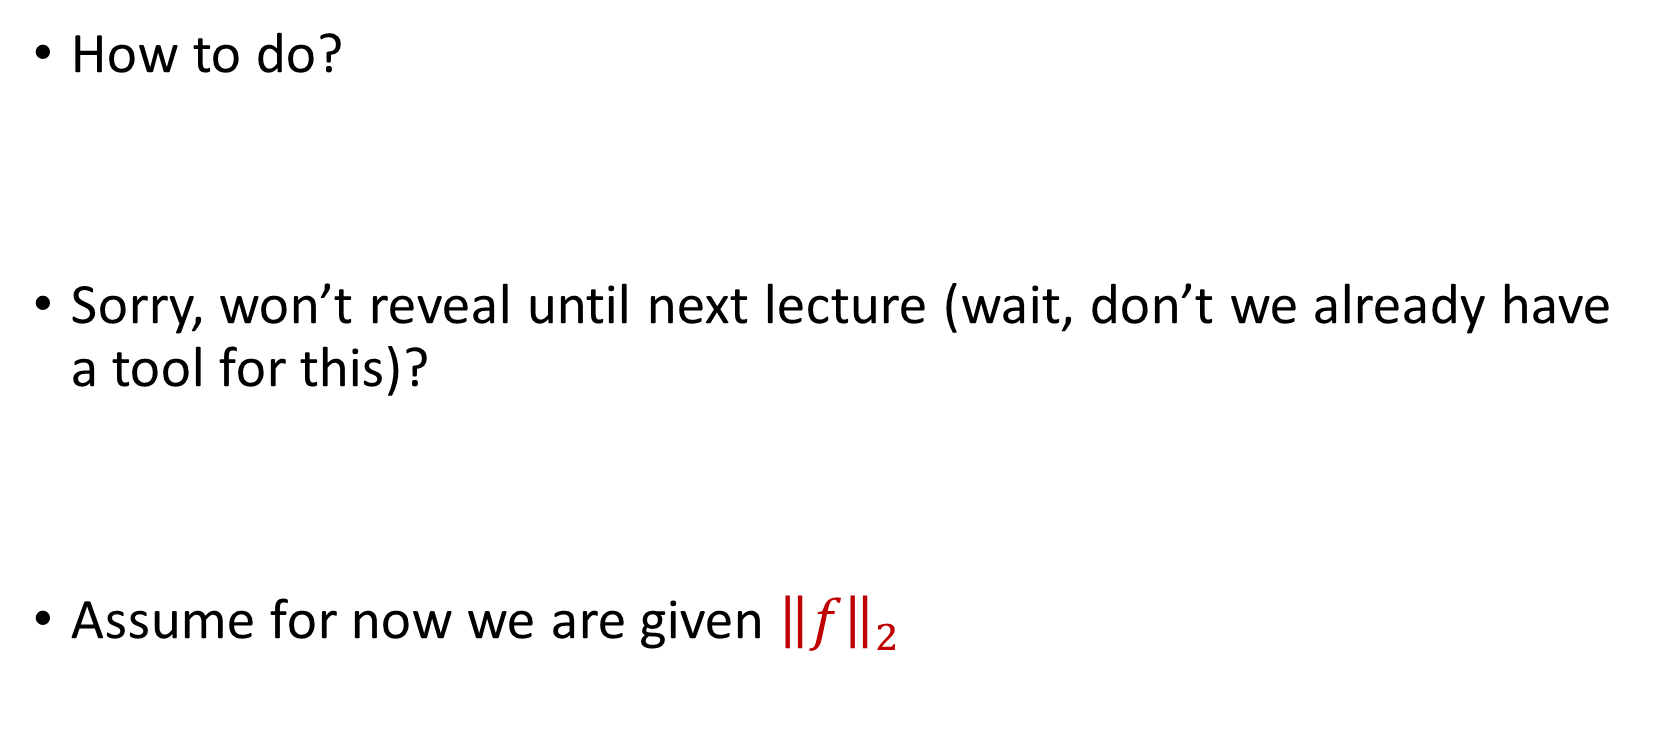 • How to do?
• Sorry, won’t reveal until next lecture (wait, don’t we already have
a tool for this)?
• Assume for now we are given ‖f‖₂